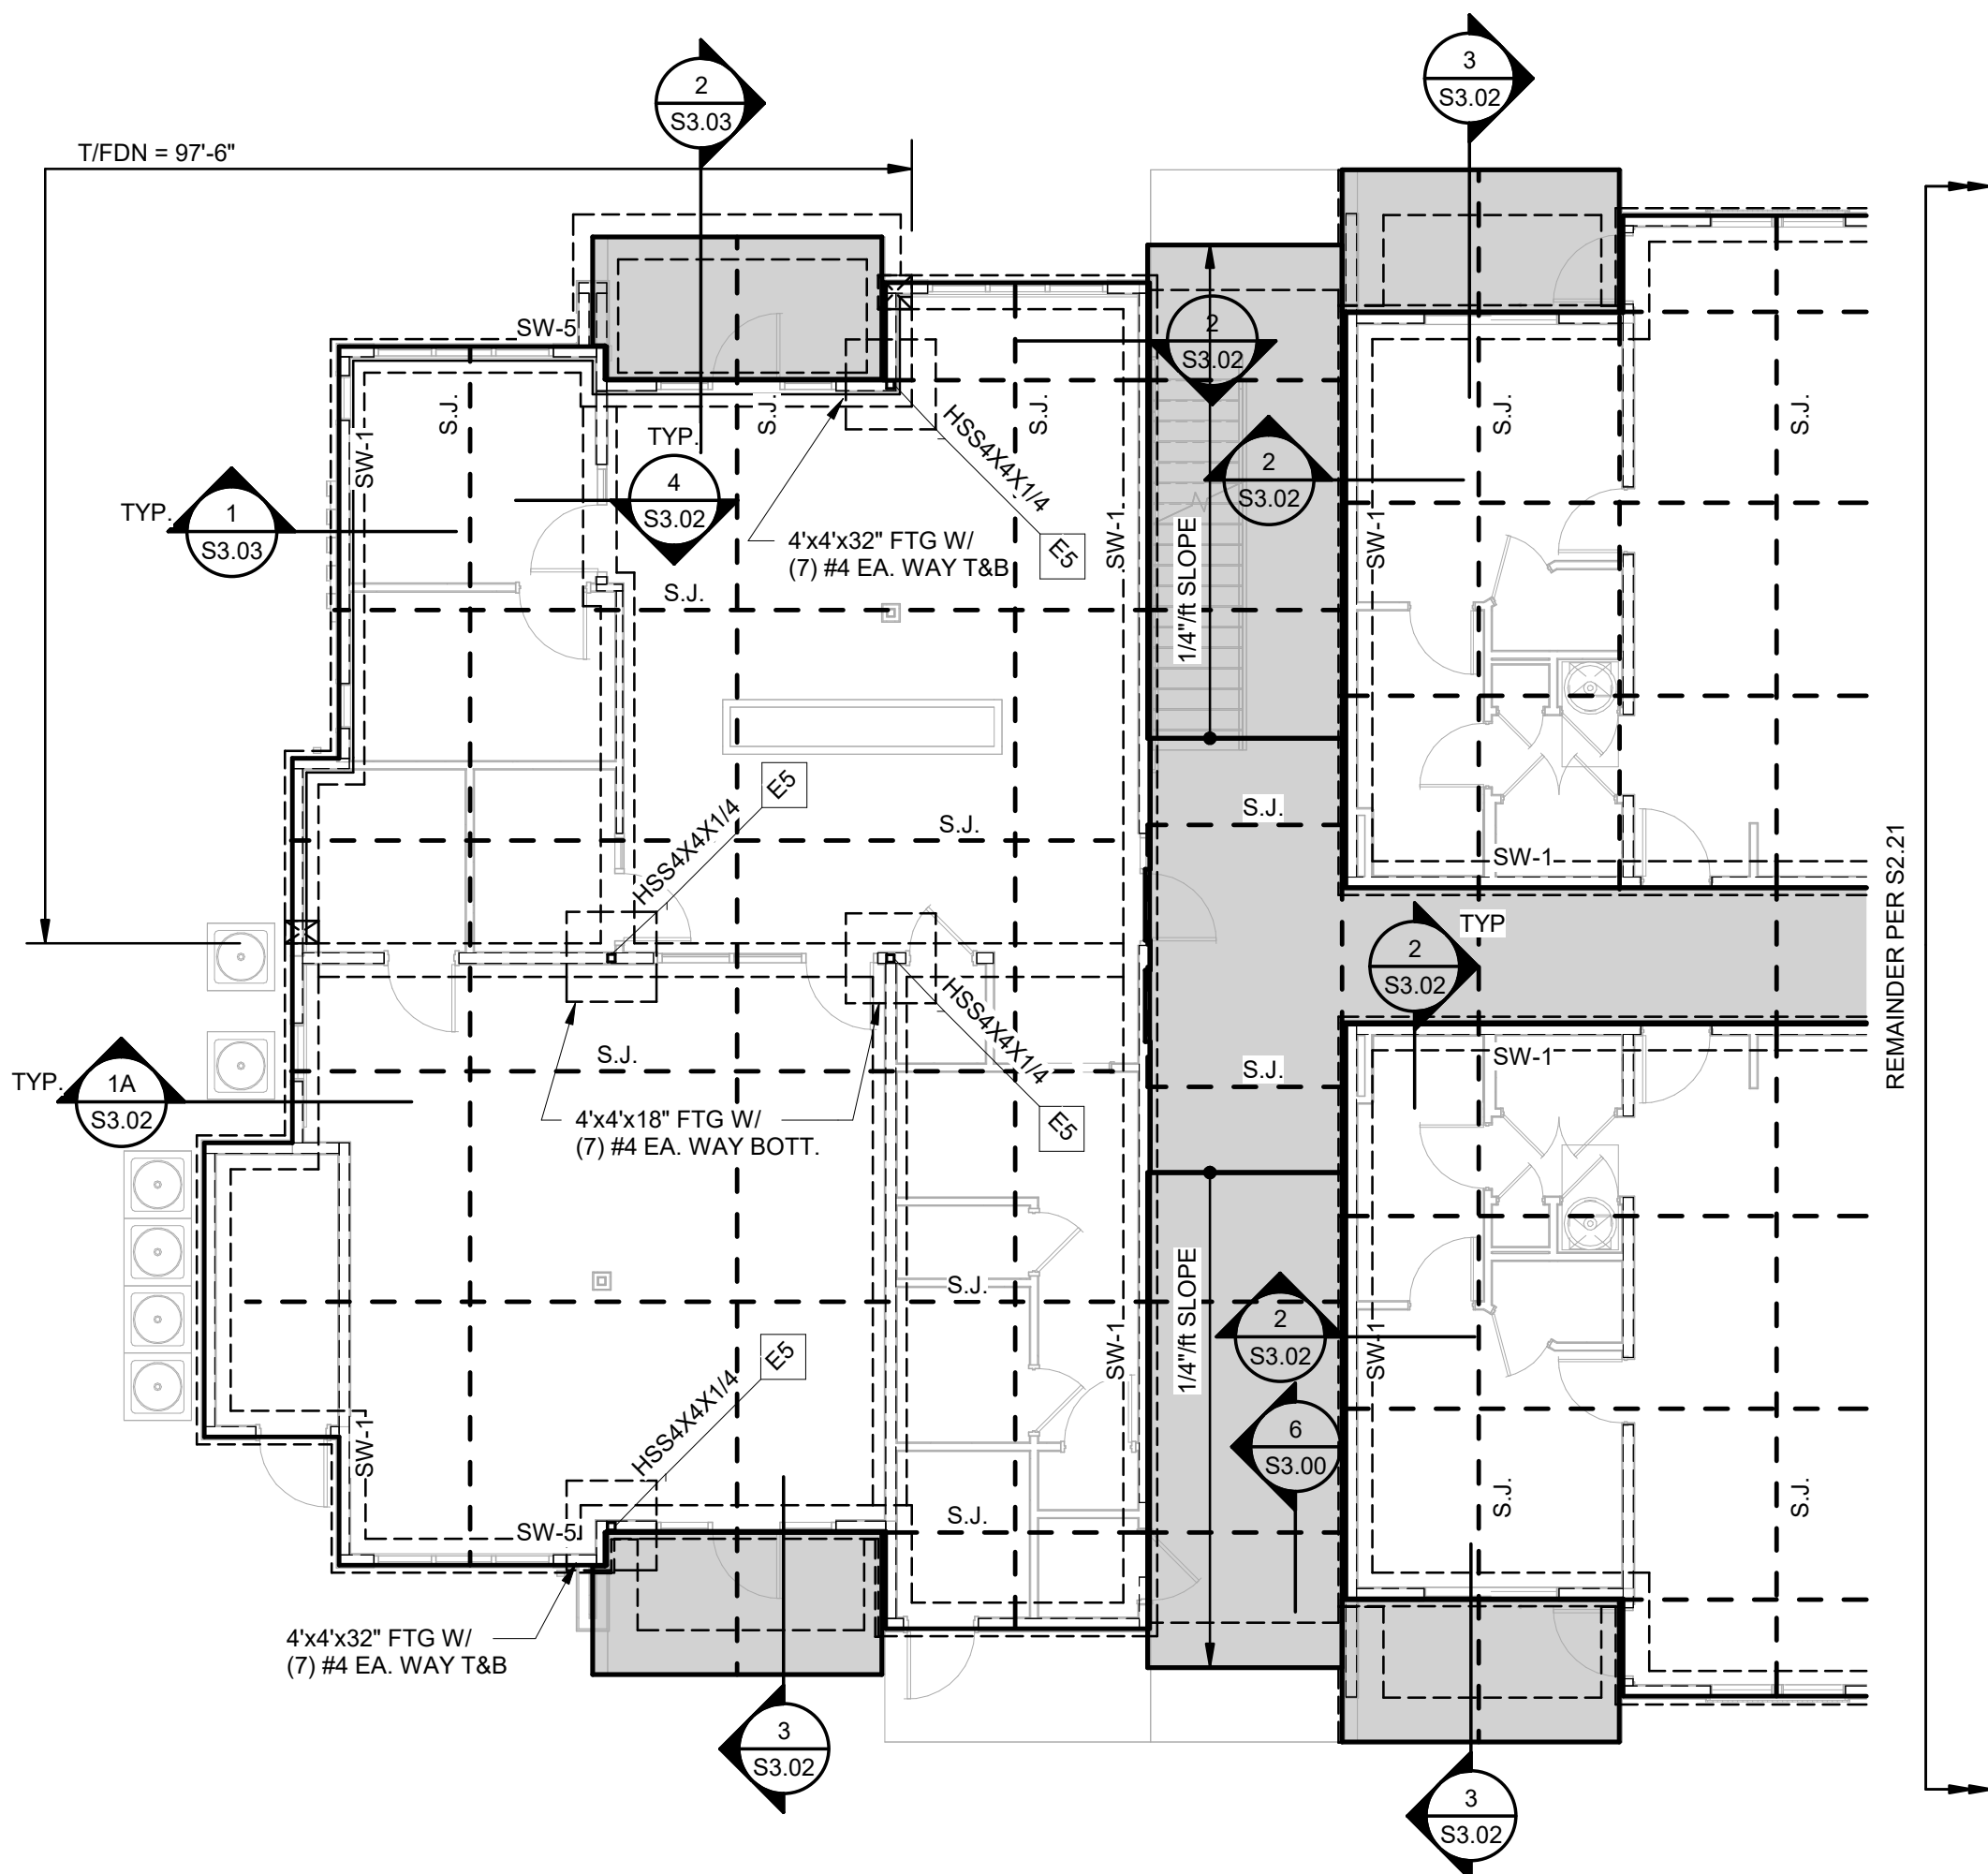 2
S3.03
3
S3.02
T/FDN = 97'-6"
SW-5
2
S3.02
S.J.
S.J.
S.J.
S.J.
S.J.
SW-1
TYP.
HSS4X4X1/4
4
S3.02
2
S3.02
TYP.
1
S3.03
4'x4'x32" FTG W/
(7) #4 EA. WAY T&B
E5
SW-1
SW-1
1/4"/ft SLOPE
S.J.
E5
HSS4X4X1/4
S.J.
S.J.
SW-1
REMAINDER PER S2.21
TYP
2
S3.02
HSS4X4X1/4
S.J.
S.J.
SW-1
TYP.
1A
S3.02
4'x4'x18" FTG W/
(7) #4 EA. WAY BOTT.
E5
S.J.
1/4"/ft SLOPE
2
S3.02
SW-1
SW-1
E5
HSS4X4X1/4
SW-1
6
S3.00
S.J.
S.J.
S.J.
SW-5
4'x4'x32" FTG W/
(7) #4 EA. WAY T&B
3
S3.02
3
S3.02